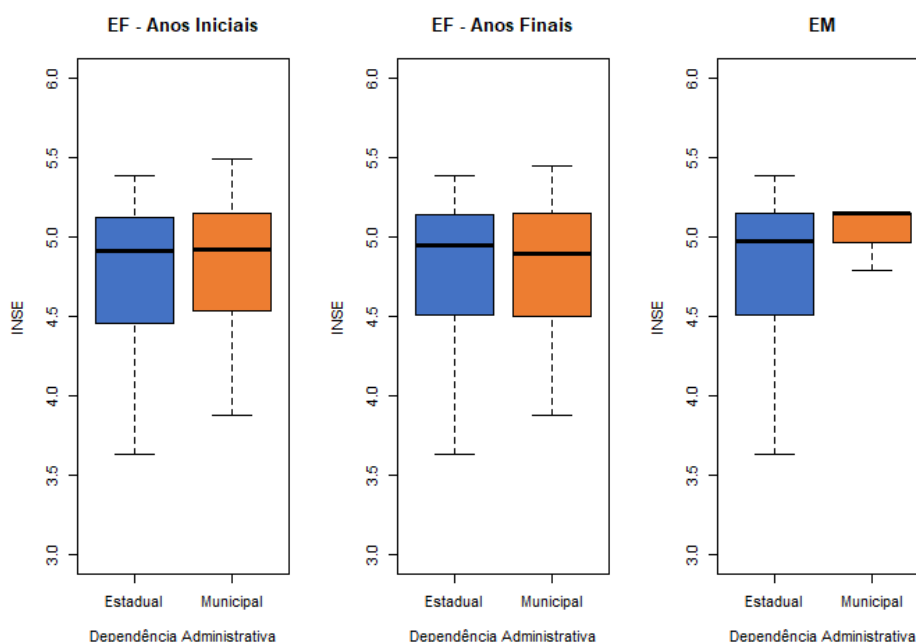 EF - Anos Iniciais
INSE
6.0
5.5
5.0
4.5
4.0
3.5
3.0
Estadual Municipal
Dependência Administrativa
EF - Anos Finais
INSE
6.0
5.5
5.0
4.5
4.0
3.5
3.0
Estadual Municipal
Dependência Administrativa
EM
INSE
6.0
5.5
5.0
4.5
4.0
3.5
3.0
Estadual Municipal
Dependência Administrativa